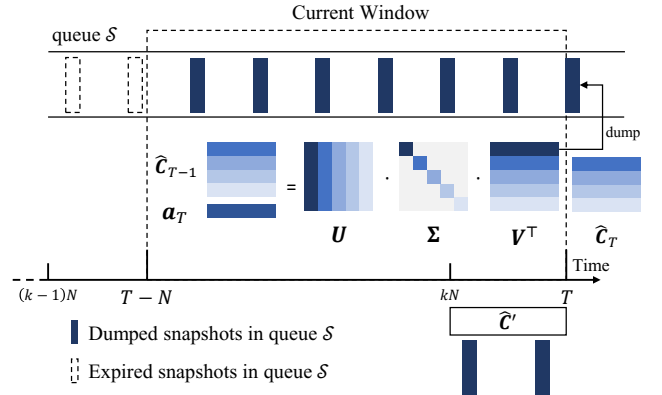 Current Window
queue 𝒮
dump
Ĉ_{T−1}
a_T
= · ·
U Σ V^⊤ Ĉ_T
Time
(k − 1)N T − N kN T
Ĉ′
Dumped snapshots in queue 𝒮
Expired snapshots in queue 𝒮